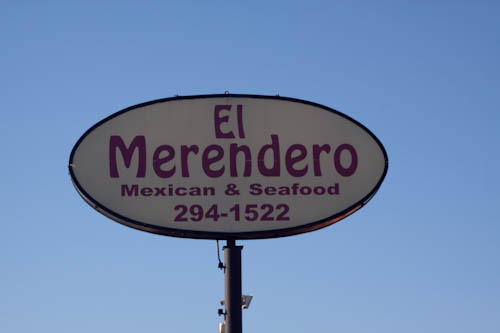 El
Merendero
Mexican & Seafood
294-1522